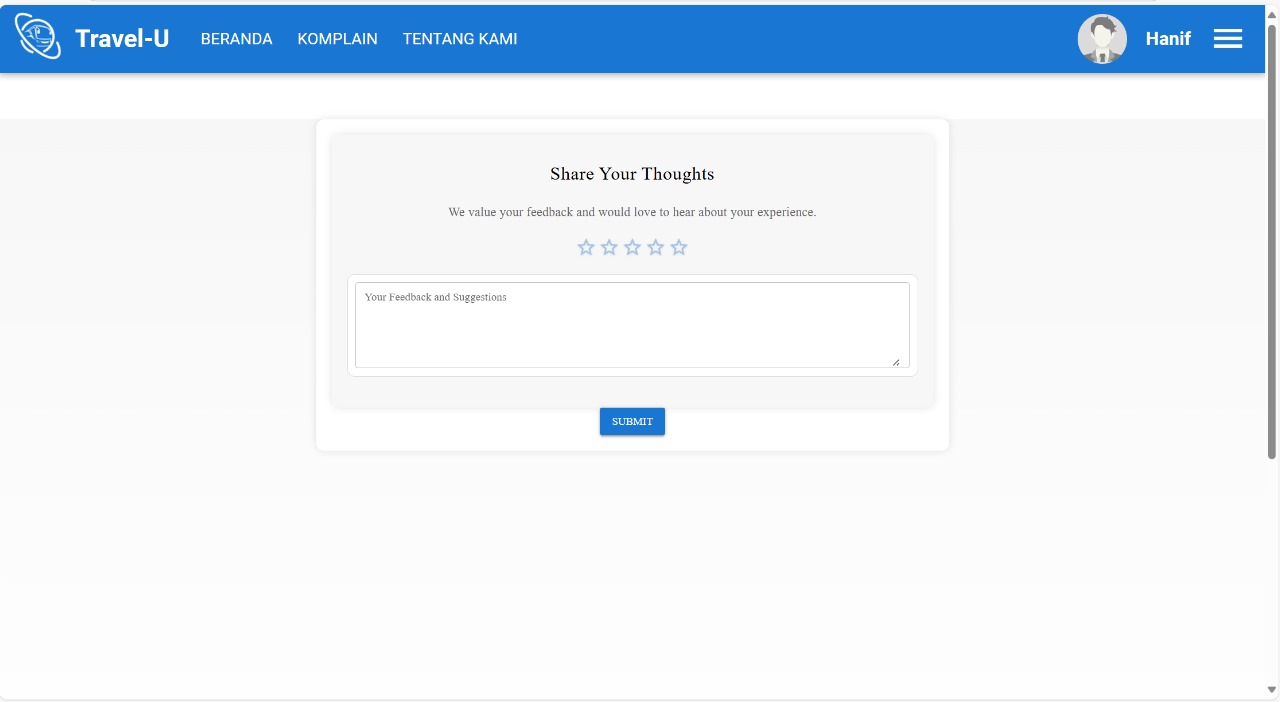 Travel-U BERANDA KOMPLAIN TENTANG KAMI Hanif
Share Your Thoughts
We value your feedback and would love to hear about your experience.
Your Feedback and Suggestions
SUBMIT